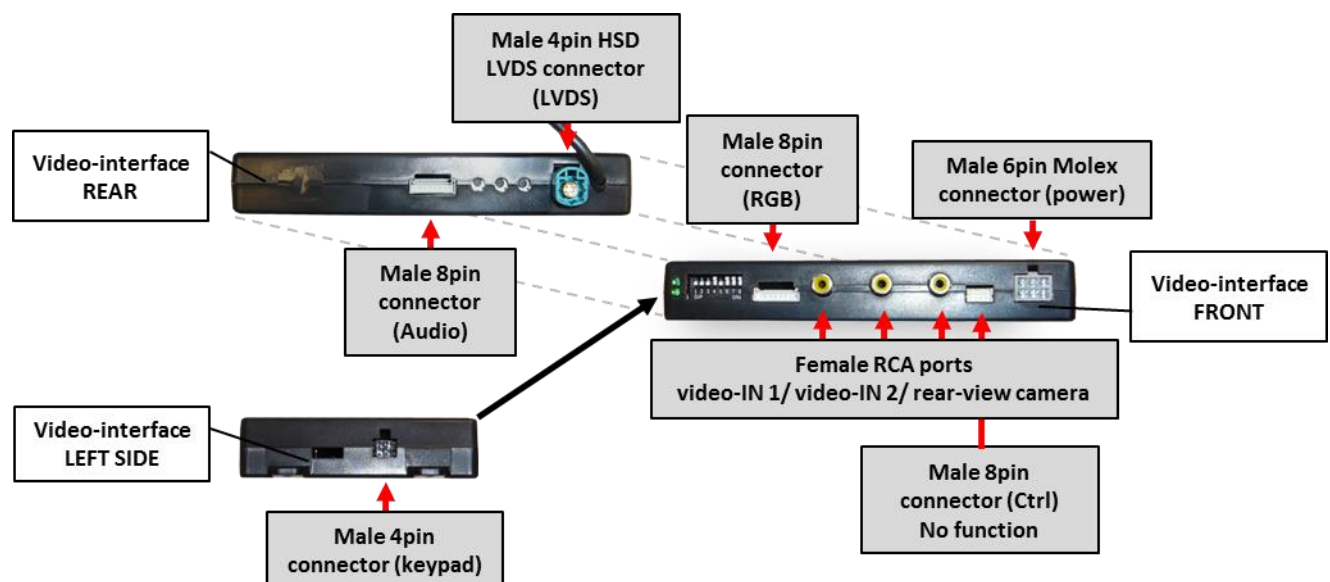 Male 4pin HSD
LVDS connector
(LVDS)
Male 8pin
connector
(RGB)
Male 6pin Molex
connector (power)
Video-interface
REAR
Male 8pin
connector
(Audio)
Video-interface
FRONT
Female RCA ports
video-IN 1/ video-IN 2/ rear-view camera
Video-interface
LEFT SIDE
Male 8pin
connector (Ctrl)
No function
Male 4pin
connector (keypad)